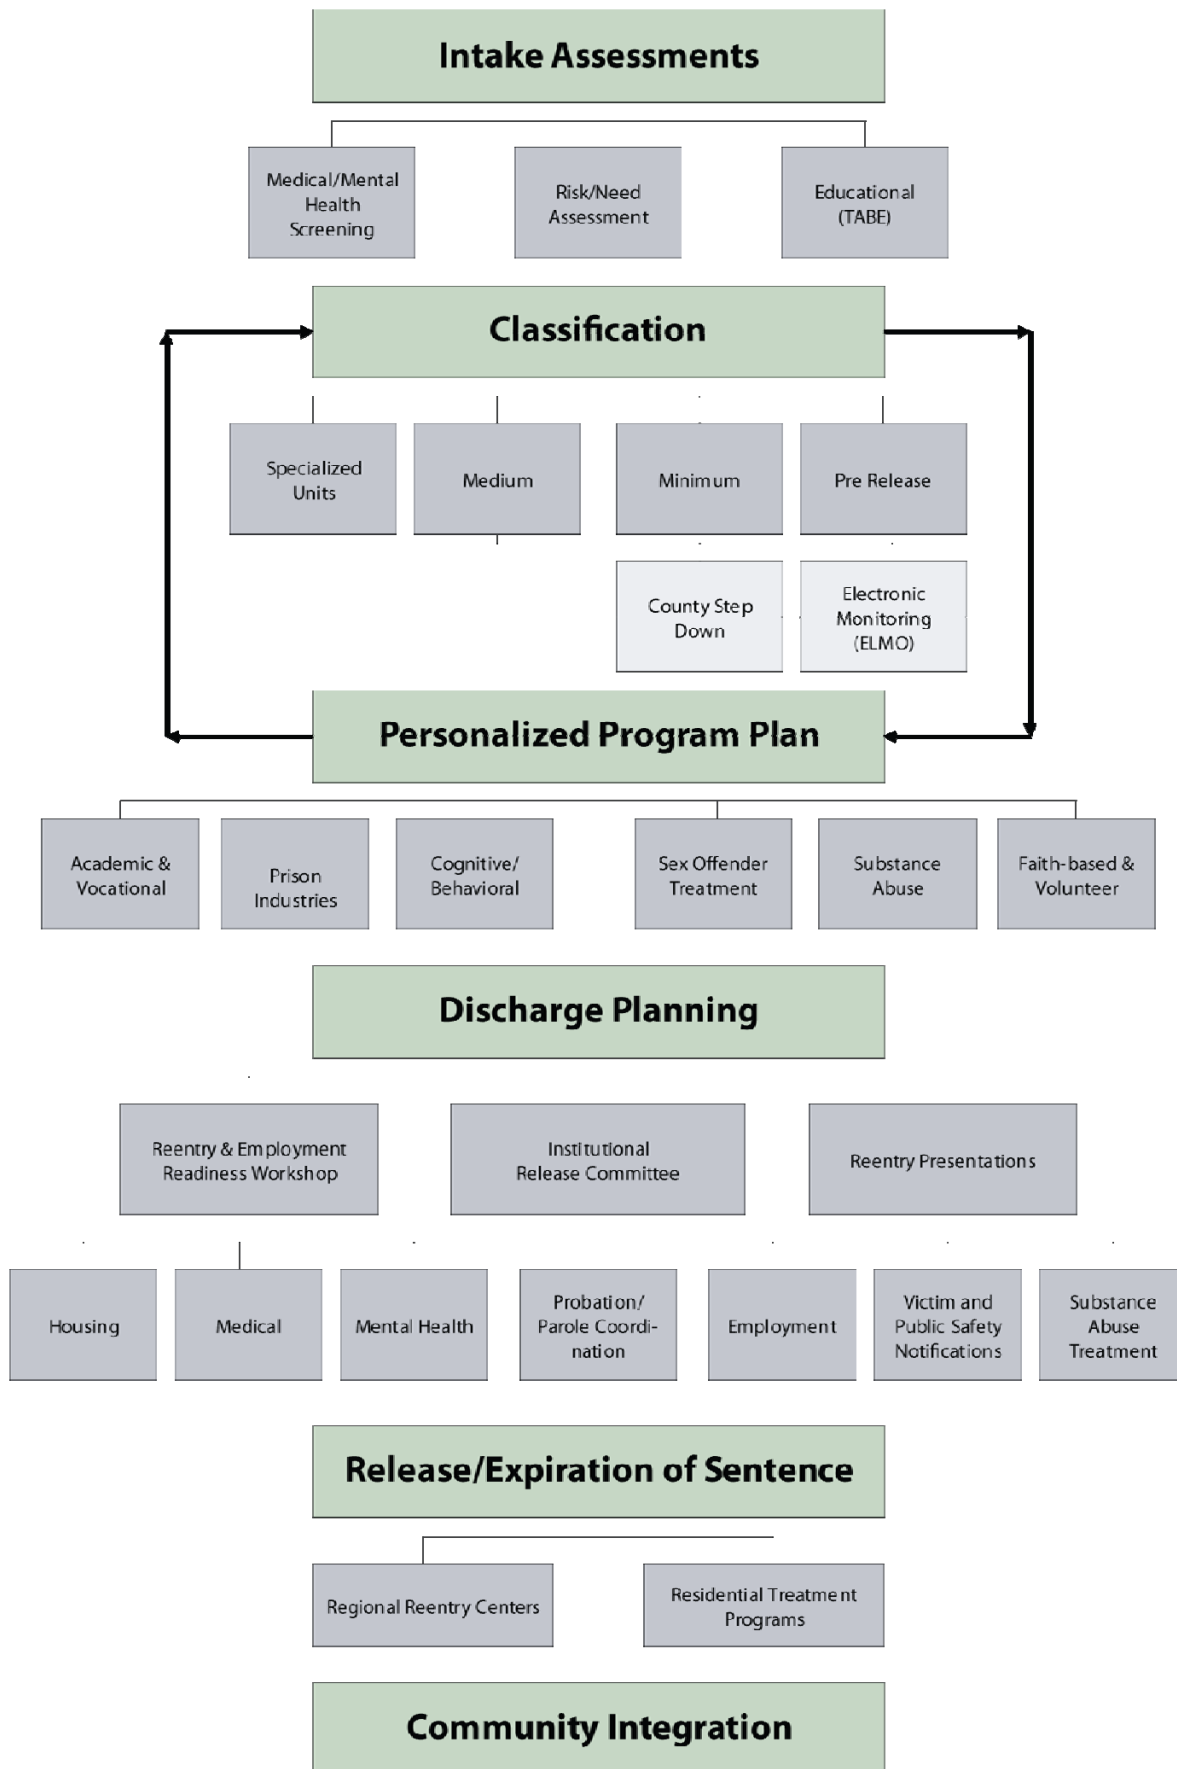 Intake Assessments
Medical/Mental
Health
Screening
Risk/Need
Assessment
Educational
(TABE)
Classification
Specialized
Units
Medium
Minimum
Pre Release
County Step
Down
Electronic
Monitoring
(ELMO)
Personalized Program Plan
Academic &
Vocational
Prison
Industries
Cognitive/
Behavioral
Sex Offender
Treatment
Substance
Abuse
Faith-based &
Volunteer
Discharge Planning
Reentry & Employment
Readiness Workshop
Institutional
Release Committee
Reentry Presentations
Housing
Medical
Mental Health
Probation/
Parole Coordi-
nation
Employment
Victim and
Public Safety
Notifications
Substance
Abuse
Treatment
Release/Expiration of Sentence
Regional Reentry Centers
Residential Treatment
Programs
Community Integration